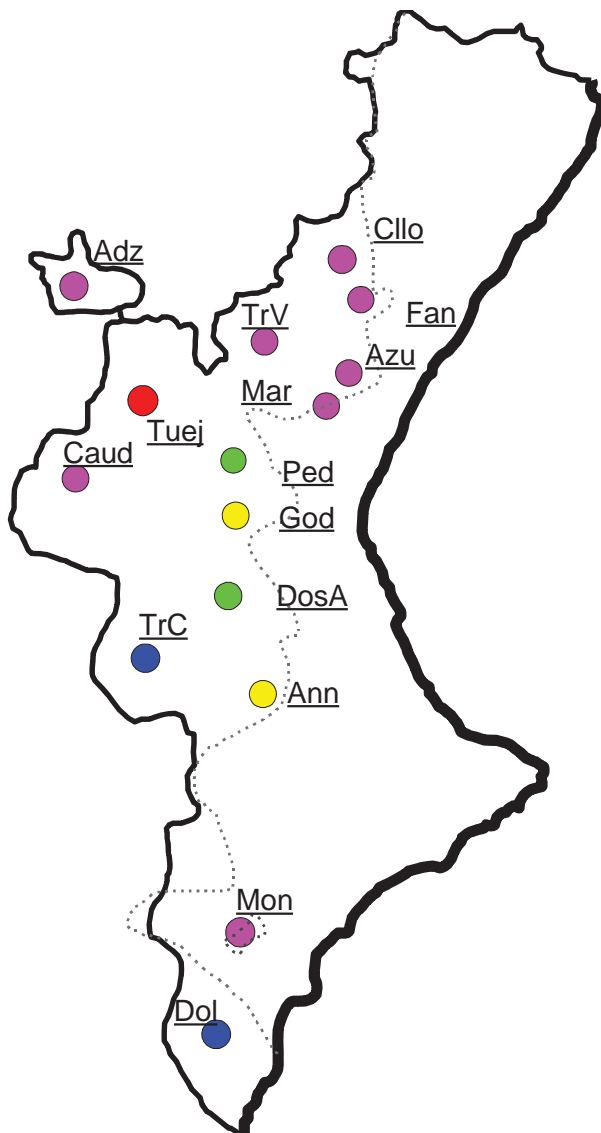 Cllo
Adz
Fan
TrV
Azu
Mar
Tuej
Caud
Ped
God
DosA
TrC
Ann
Mon
Dol